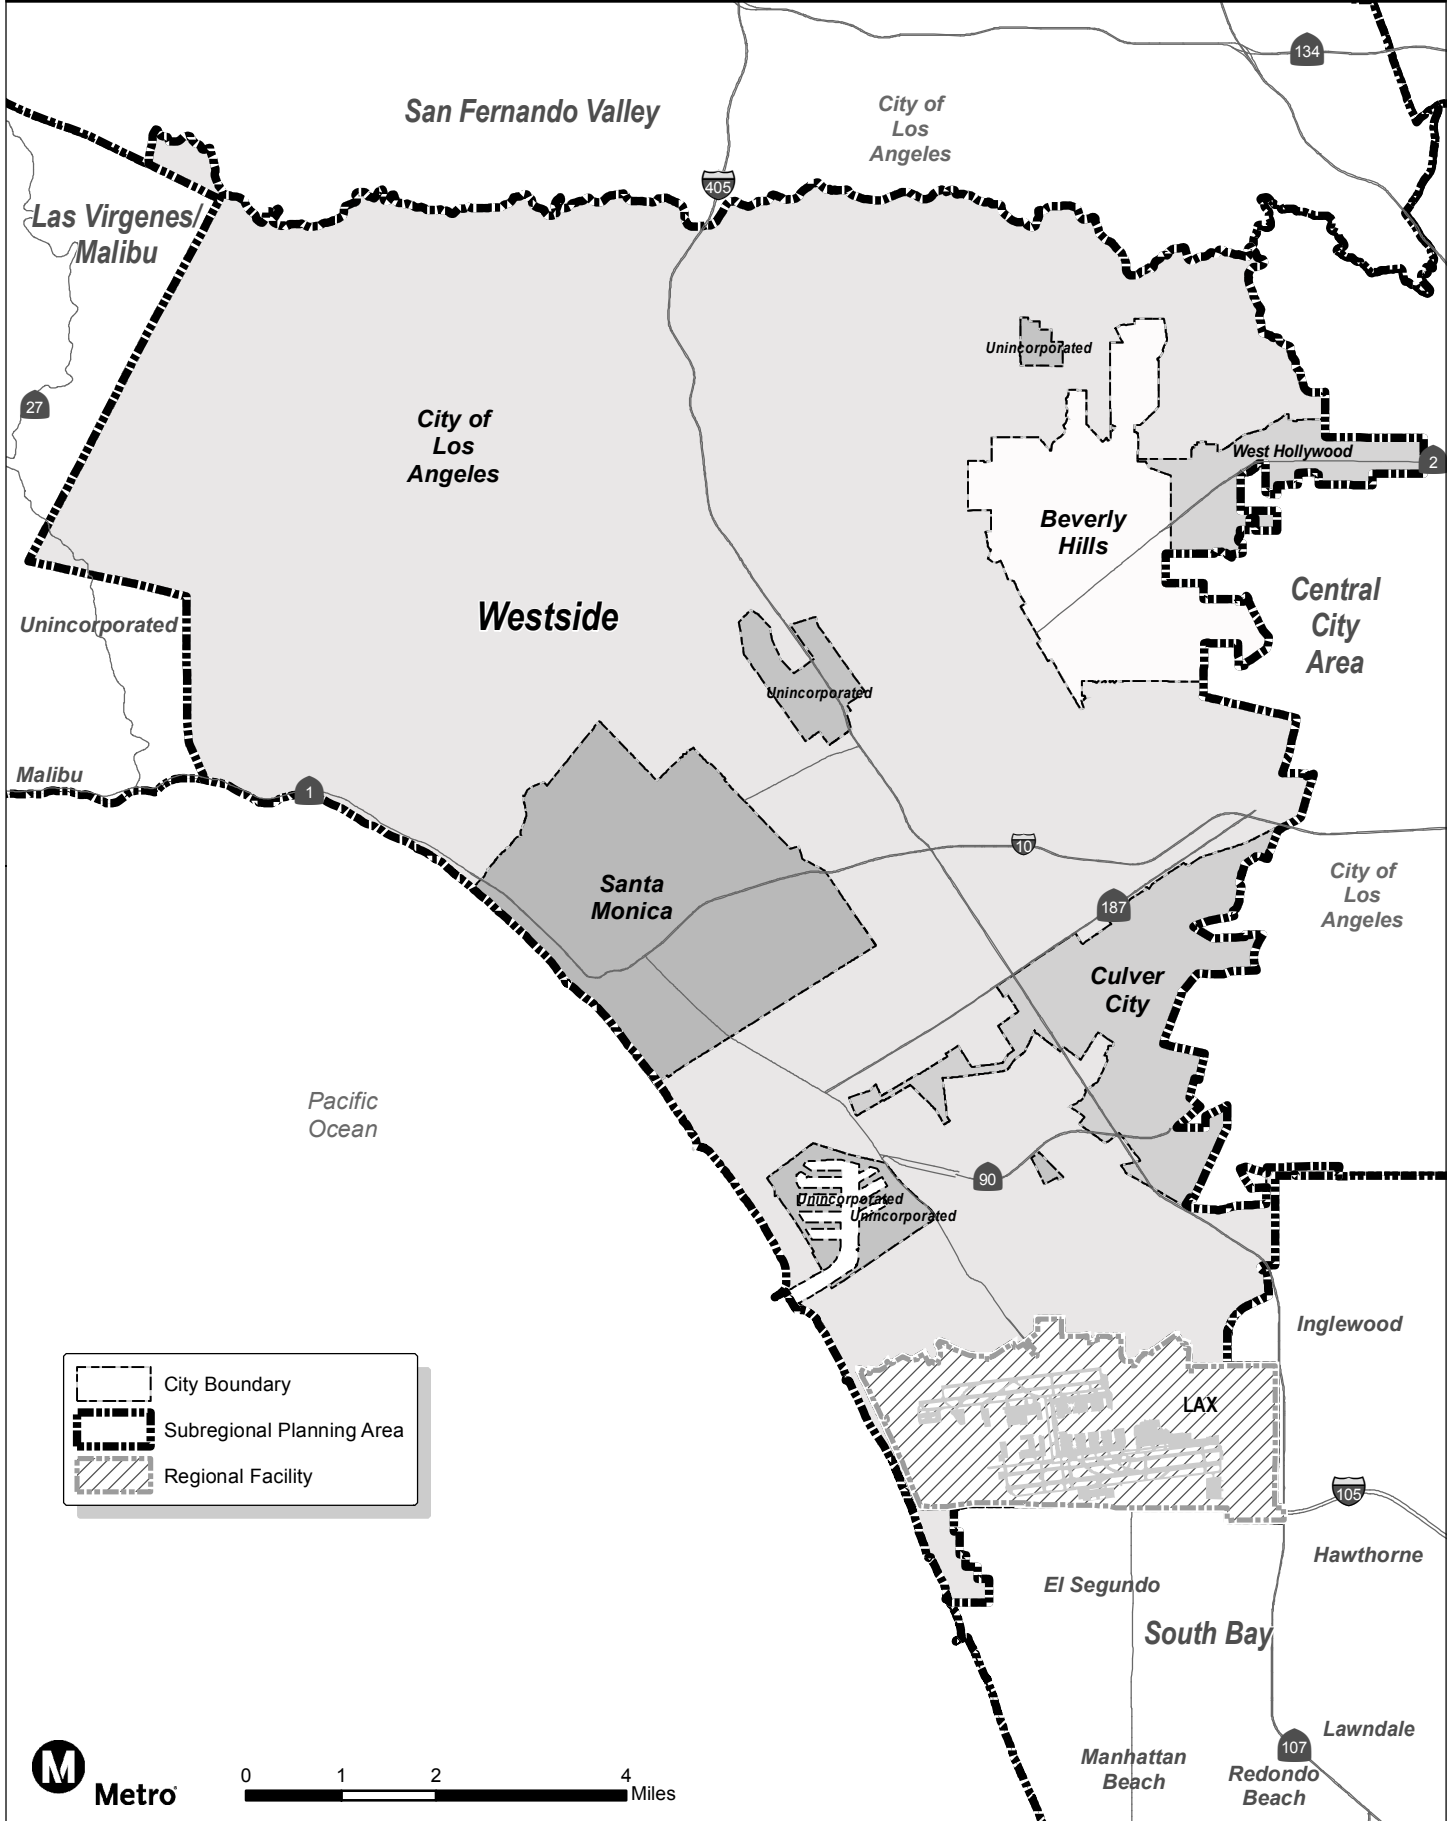 134
San Fernando Valley
City of
Los
Angeles
405
Las Virgenes/
Malibu
Unincorporated
27
City of
Los
Angeles
West Hollywood
2
Beverly
Hills
Central
City
Area
Westside
Unincorporated
Unincorporated
Malibu
1
10
Santa
Monica
City of
Los
Angeles
187
Culver
City
Pacific
Ocean
90
Unincorporated
Unincorporated
Inglewood
City Boundary
Subregional Planning Area
Regional Facility
LAX
105
Hawthorne
El Segundo
South Bay
Lawndale
107
Manhattan
Beach
Redondo
Beach
M
Metro
0 1 2 4
Miles